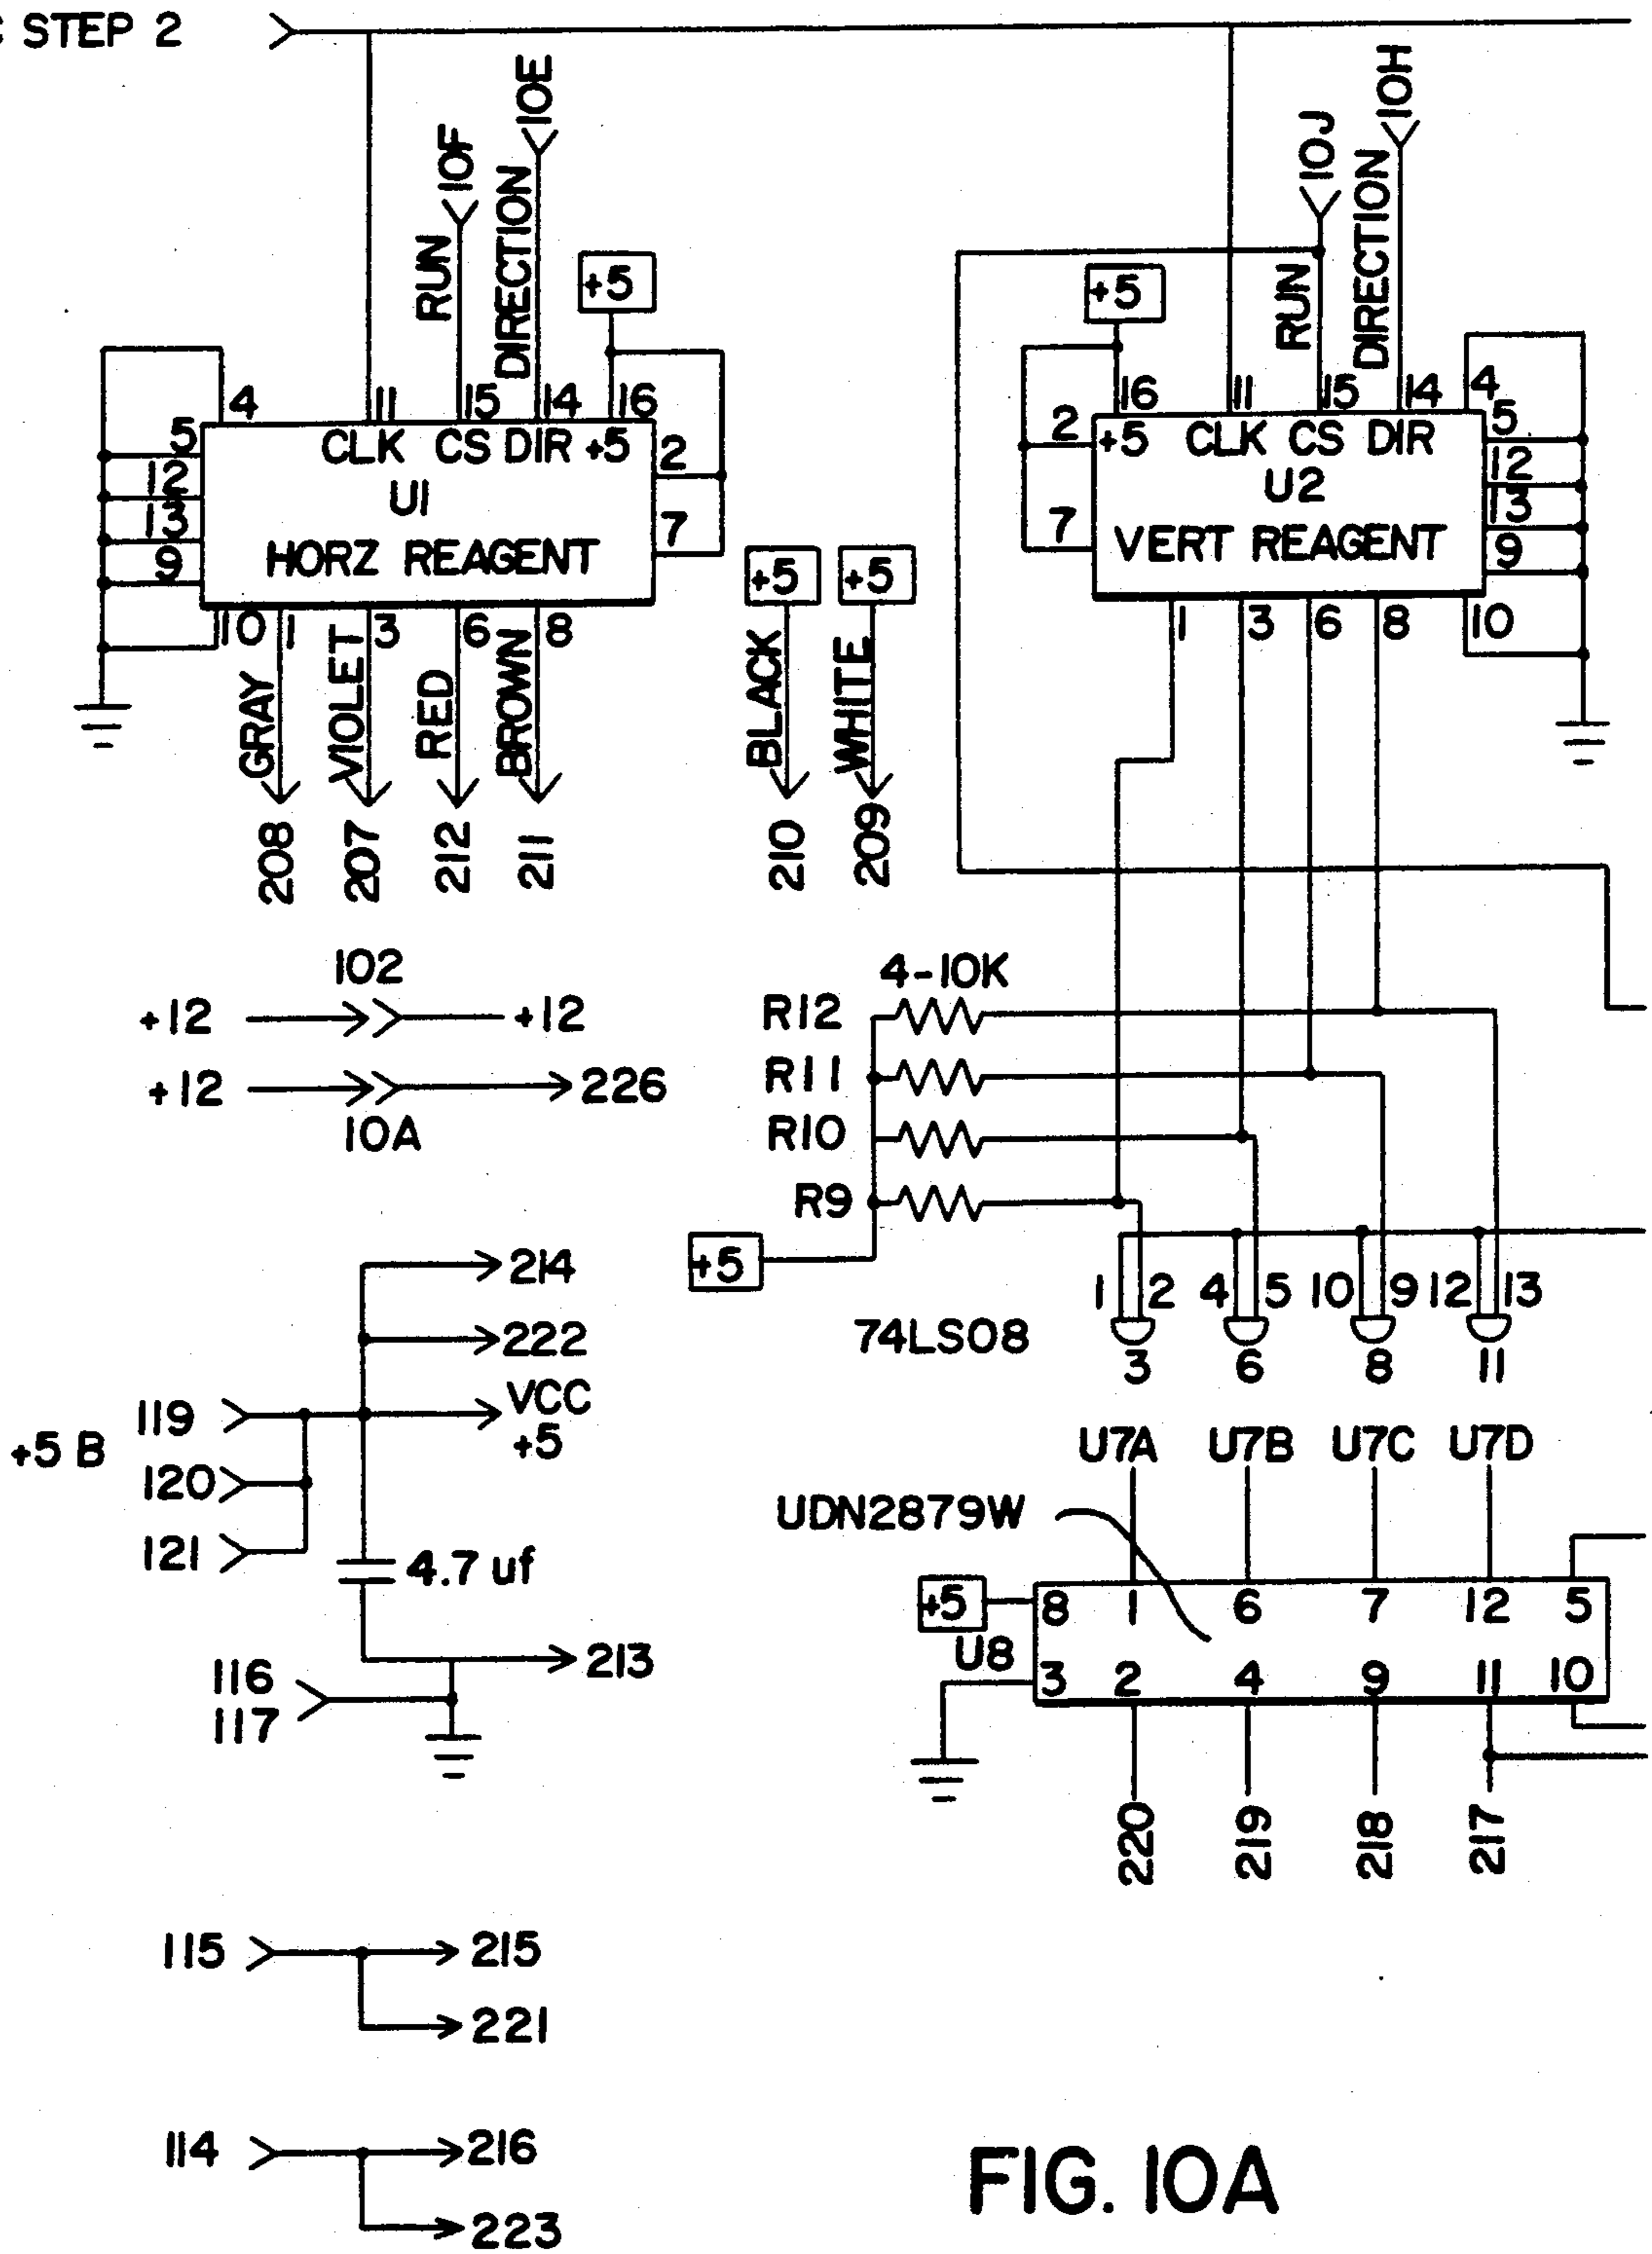 C STEP 2
10E
10H
10F
10J
RUN
DIRECTION
RUN
DIRECTION
+5
+5
4 11 15 14 16
16 11 15 14 4
5 CLK CS DIR +5 2
2 +5 CLK CS DIR 5
12 U1
U2 12
13 7
7 13
9 HORZ REAGENT
VERT REAGENT 9
+5 +5
10 1 3 6 8
1 3 6 8 10
GRAY VIOLET RED BROWN
BLACK WHITE
208 207 212 211
210 209
102
+12 +12
+12 226
10A
4-10K
R12
R11
R10
R9
+5
214
222
119 VCC
+5
+5 B
120
121
4.7 uf
213
116
117
1 2 4 5 10 9 12 13
74LS08
3 6 8 11
U7A U7B U7C U7D
UDN2879W
+5 8 1 6 7 12 5
U8
3 2 4 9 11 10
220 219 218 217
115 215
221
114 216
223
FIG. 10A